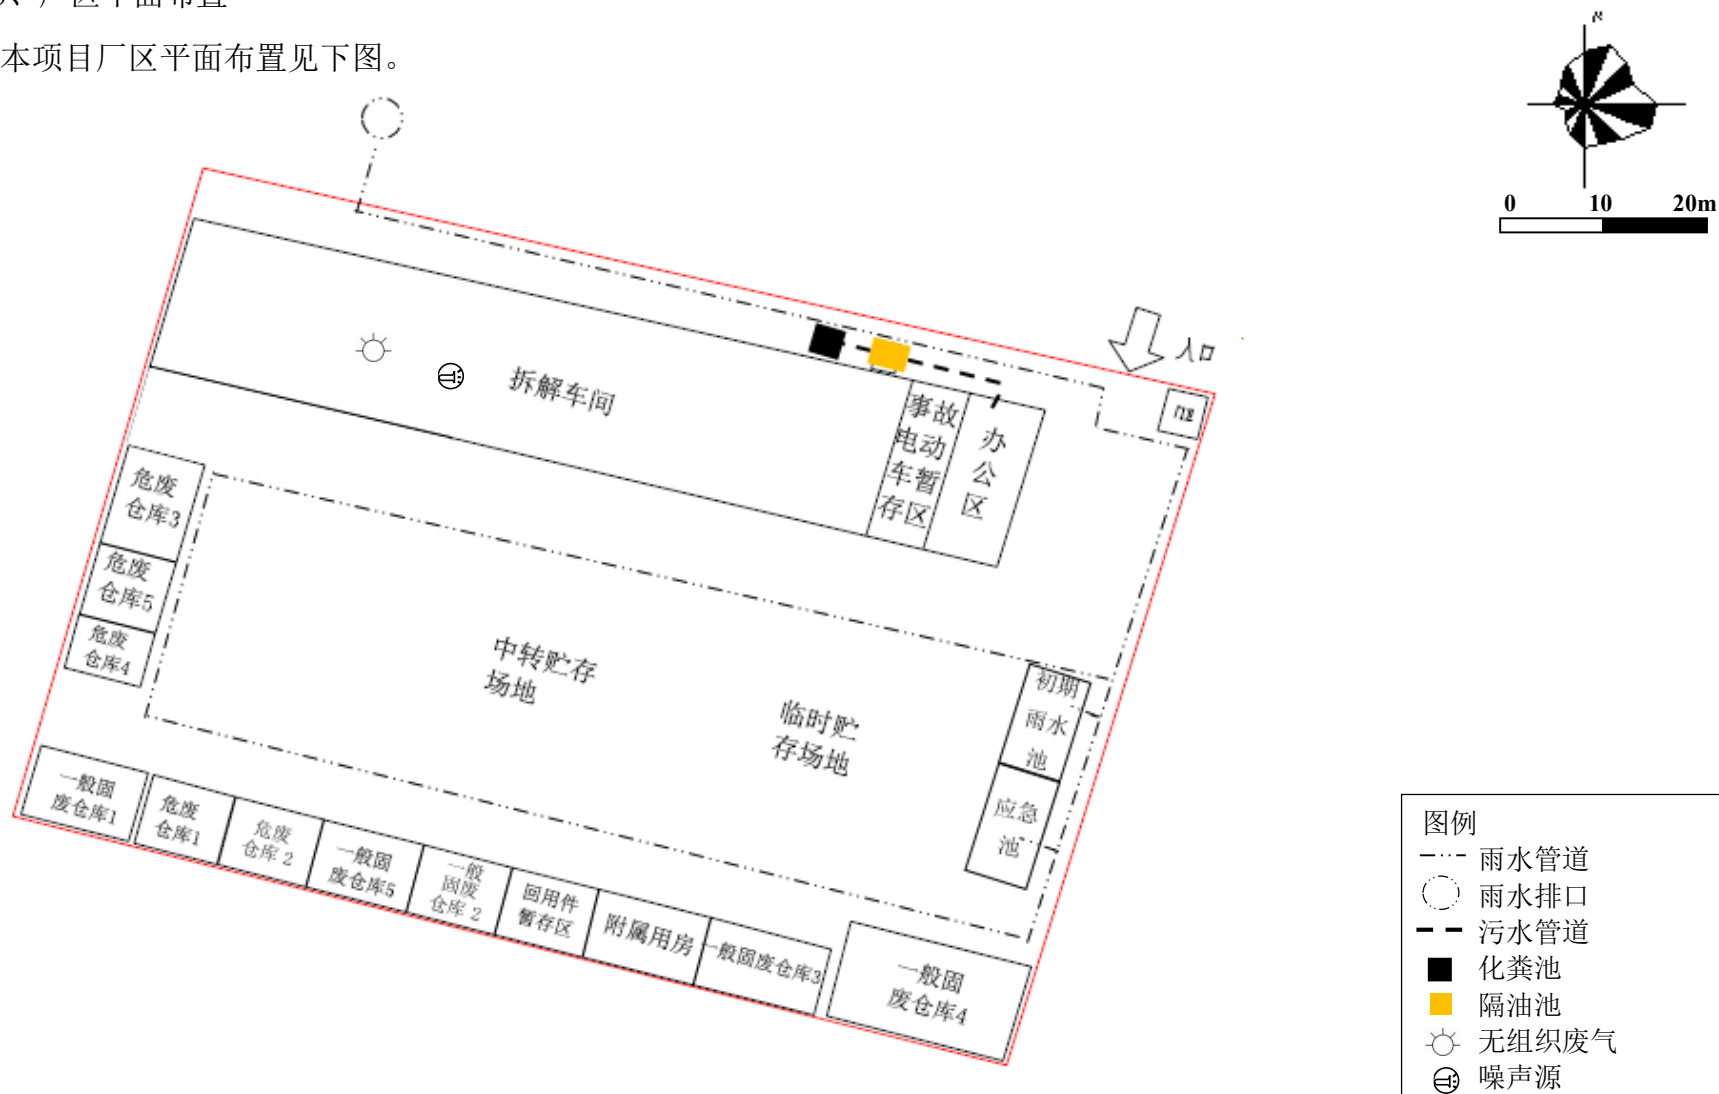 、厂区平面布置
本项目厂区平面布置见下图。
0 10 20m
入口
门卫
拆解车间
事故
电动
车暂
存区
办
公
区
危废
仓库3
危废
仓库5
危废
仓库4
中转贮存
场地
临时贮
存场地
初期
雨水
池
应急
池
一般固
废仓库1
危废
仓库1
危废
仓库 2
一般固
废仓库5
一般
固废
仓库 2
回用件
暂存区
附属用房
一般固废仓库3
一般固
废仓库4
图例
雨水管道
雨水排口
污水管道
化粪池
隔油池
无组织废气
噪声源